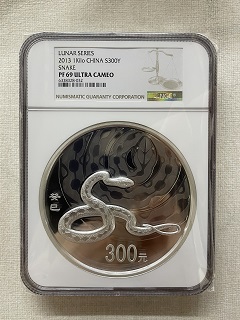 LUNAR SERIES
2013 1Kilo CHINA S300Y
SNAKE
PF 69 ULTRA CAMEO
NUMISMATIC GUARANTY CORPORATION
NGC
癸巳
300元